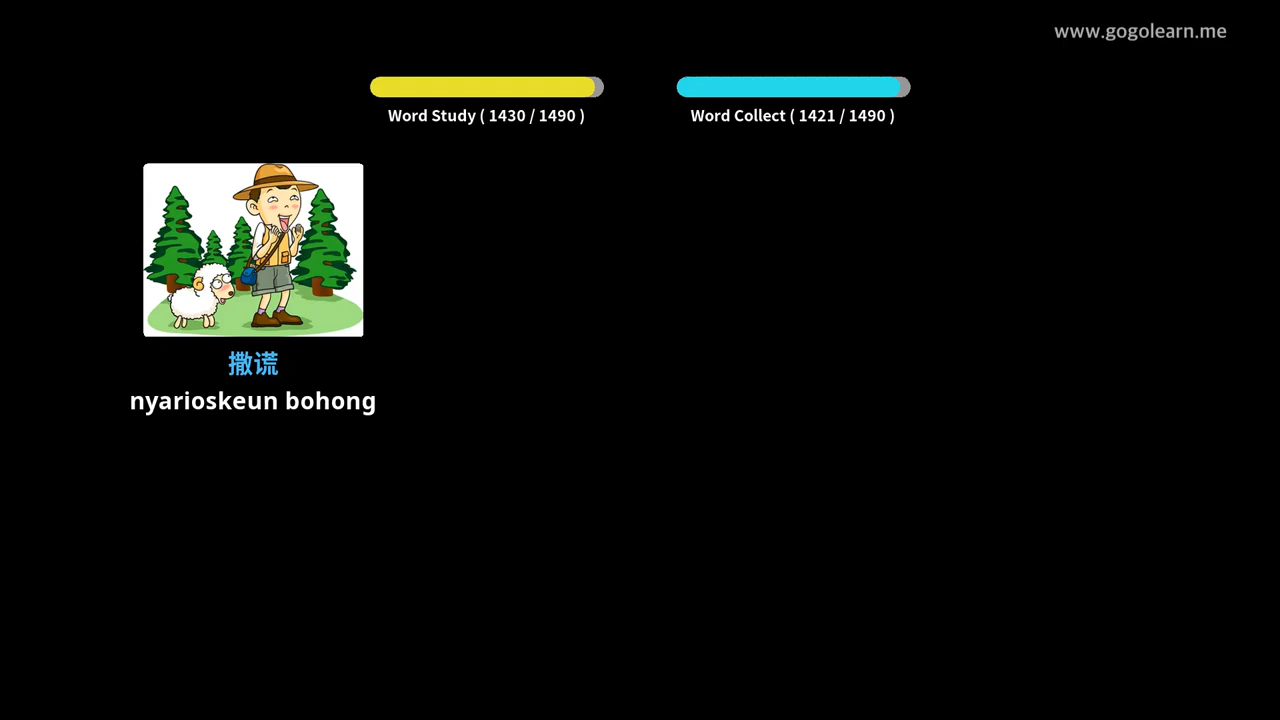 www.gogolearn.me
Word Study ( 1430 / 1490 )
Word Collect ( 1421 / 1490 )
撒谎
nyarioskeun bohong